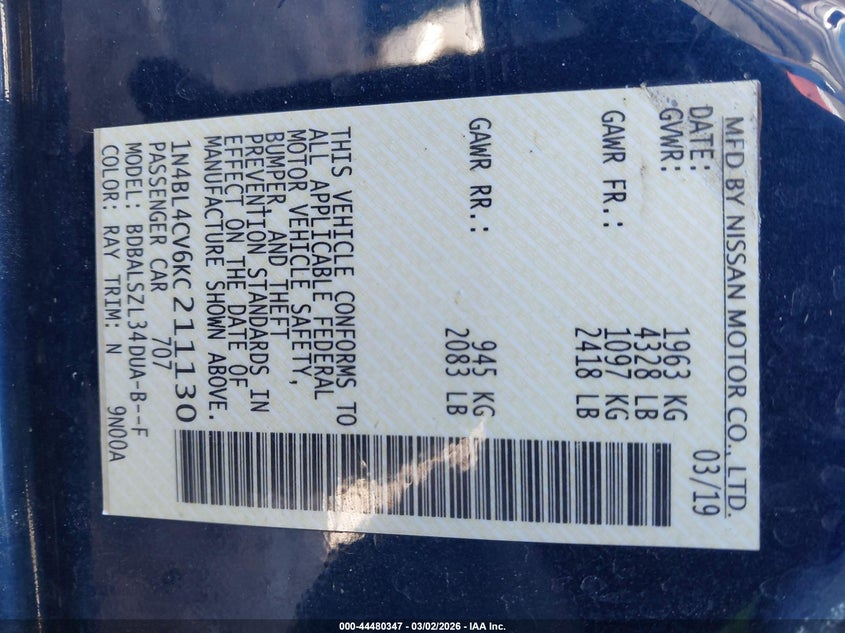 MFD BY NISSAN MOTOR CO., LTD.
DATE: 03/19
GVWR: 1963 KG
4328 LB
GAWR FR.: 1097 KG
2418 LB
GAWR RR.: 945 KG
2083 LB
THIS VEHICLE CONFORMS TO
ALL APPLICABLE FEDERAL
MOTOR VEHICLE SAFETY,
BUMPER, AND THEFT
PREVENTION STANDARDS IN
EFFECT ON THE DATE OF
MANUFACTURE SHOWN ABOVE.
1N4BL4CV6KC211130
PASSENGER CAR 707
MODEL: BDBALSZL34DUA-B--F
COLOR: RAY TRIM: N 9N00A
000-44480347 - 03/02/2026 - IAA Inc.